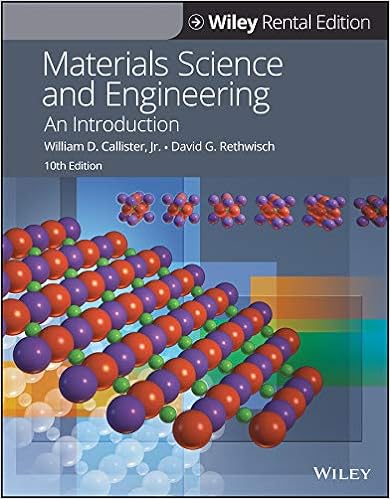 Wiley Rental Edition
Materials Science
and Engineering
An Introduction
William D. Callister, Jr. • David G. Rethwisch
10th Edition
WILEY